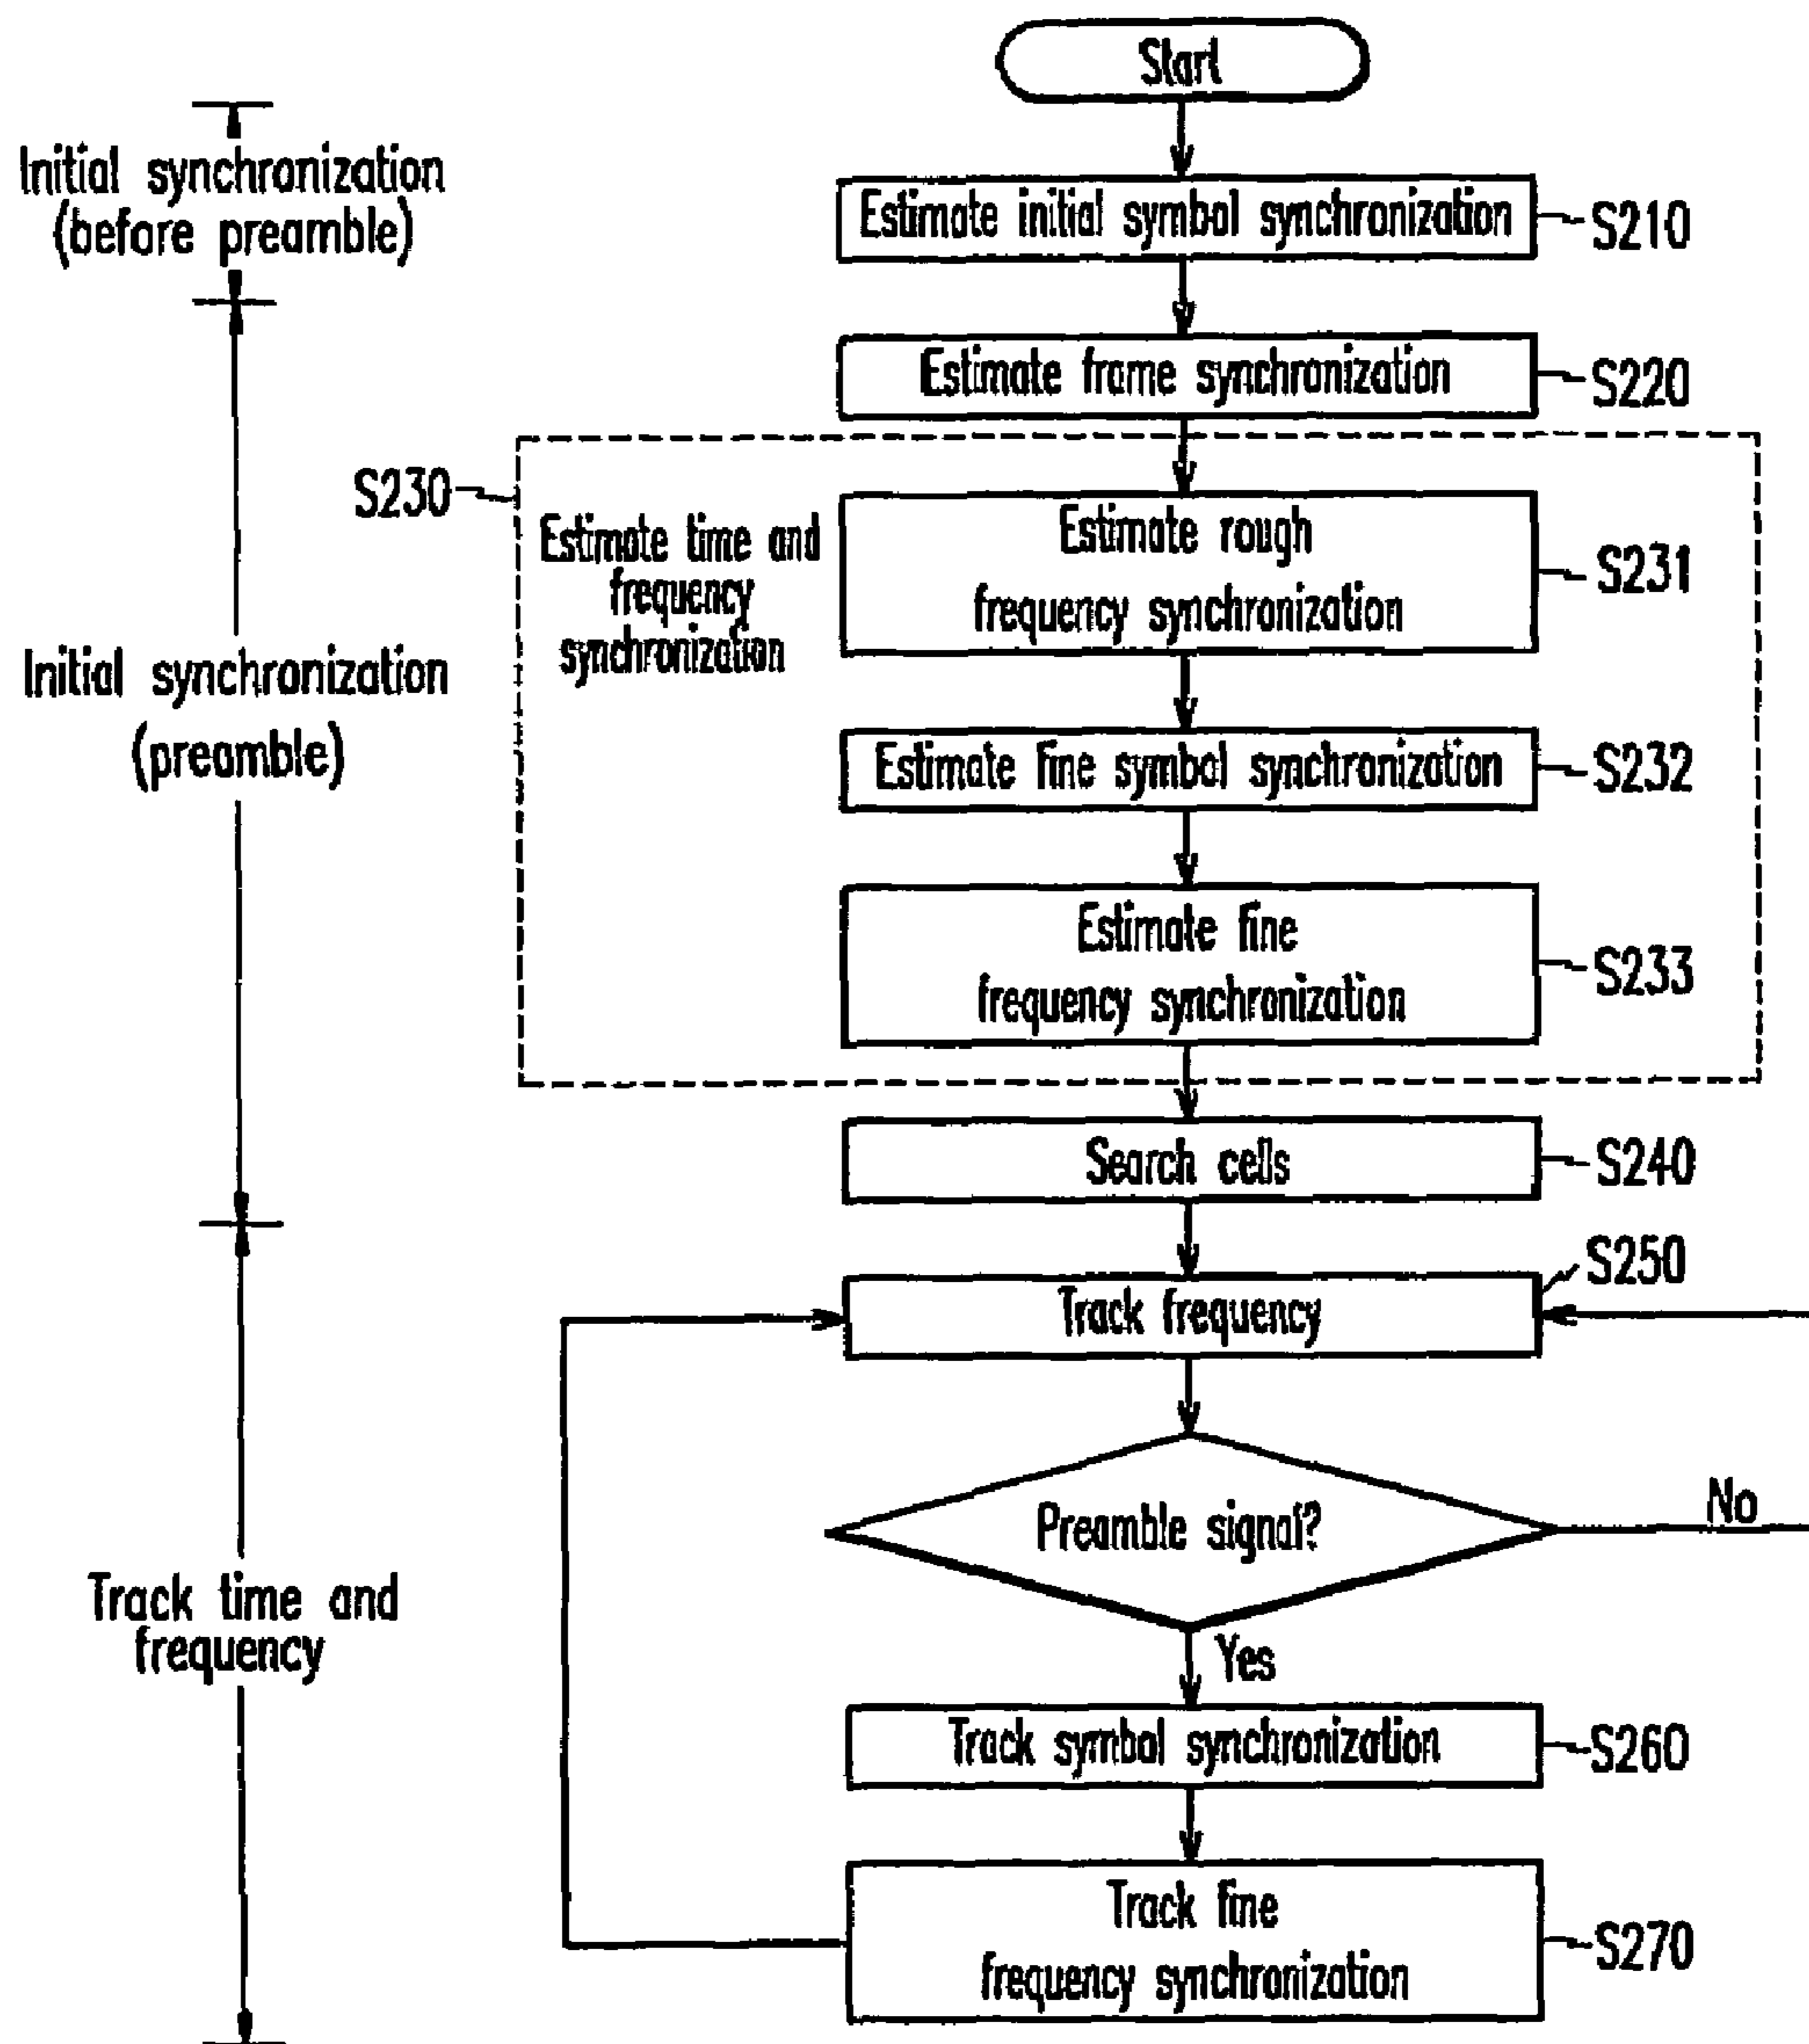 Start
Initial synchronization
(before preamble)
Estimate initial symbol synchronization
S210
Estimate frame synchronization
S220
S230
Estimate time and
frequency
synchronization
Estimate rough
frequency synchronization
S231
Initial synchronization
(preamble)
Estimate fine symbol synchronization
S232
Estimate fine
frequency synchronization
S233
Search cells
S240
S250
Track frequency
Preamble signal?
No
Yes
Track time and
frequency
Track symbol synchronization
S260
Track fine
frequency synchronization
S270